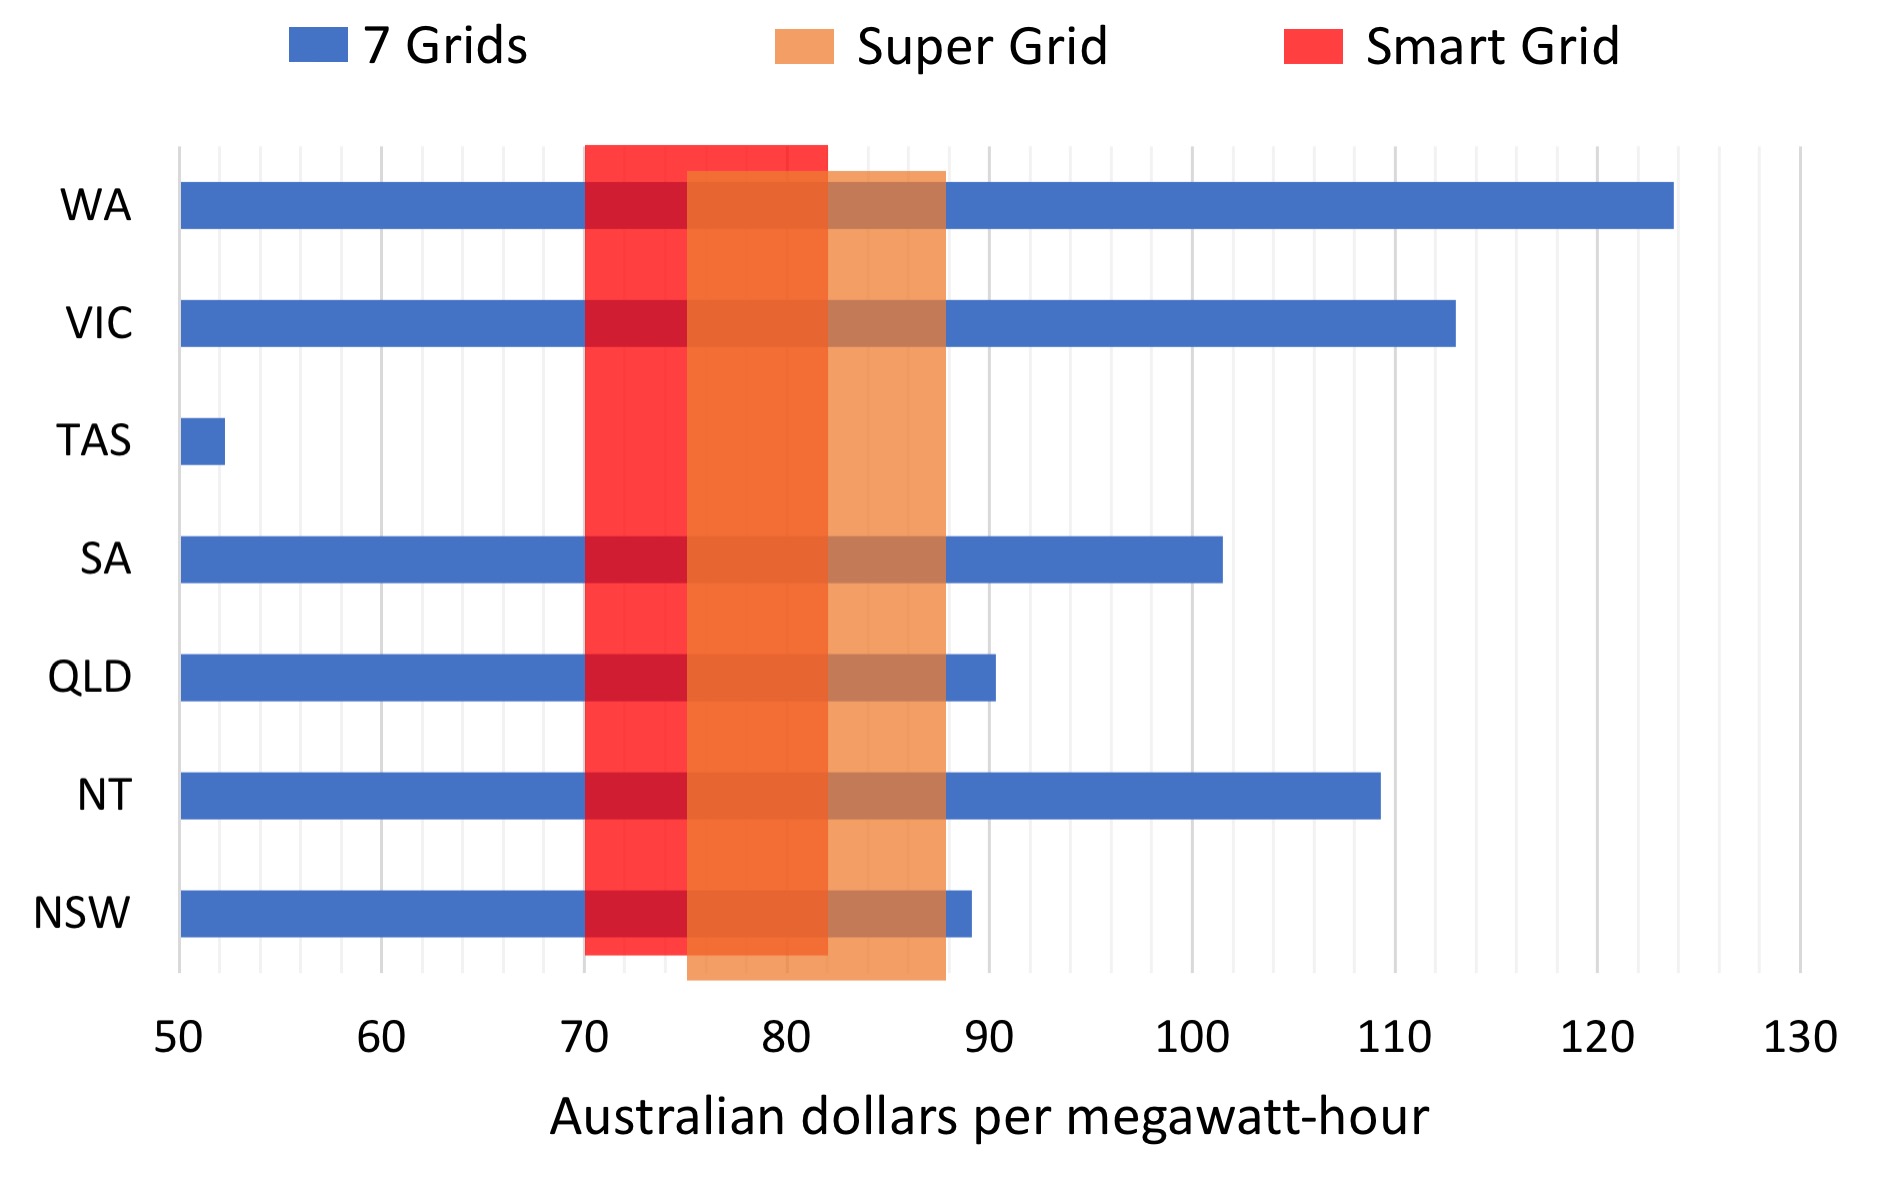 7 Grids Super Grid Smart Grid
WA
VIC
TAS
SA
QLD
NT
NSW
50 60 70 80 90 100 110 120 130
Australian dollars per megawatt-hour